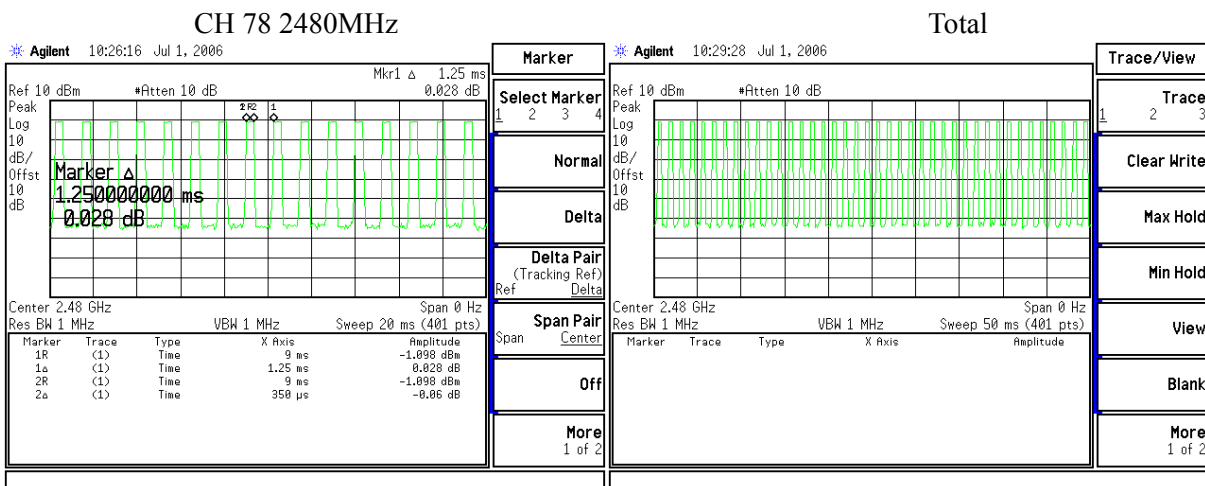 CH 78 2480MHz
Agilent 10:26:16 Jul 1, 2006
Marker
Mkr1 Δ 1.25 ms
Ref 10 dBm #Atten 10 dB 0.028 dB
Peak
Log
10
dB/
Offst
10
dB
1R
1
Marker Δ
1.250000000 ms
0.028 dB
Center 2.48 GHz Span 0 Hz
Res BW 1 MHz VBW 1 MHz Sweep 20 ms (401 pts)
Marker Trace Type X Axis Amplitude
1R (1) Time 9 ms -1.098 dBm
1Δ (1) Time 1.25 ms 0.028 dB
2R (1) Time 9 ms -1.098 dBm
2Δ (1) Time 350 µs -0.06 dB
Select Marker
1 2 3 4
Normal
Delta
Delta Pair
(Tracking Ref)
Ref Delta
Span Pair
Span Center
Off
More
1 of 2
Total
Agilent 10:29:28 Jul 1, 2006
Trace/View
Ref 10 dBm #Atten 10 dB
Peak
Log
10
dB/
Offst
10
dB
Center 2.48 GHz Span 0 Hz
Res BW 1 MHz VBW 1 MHz Sweep 50 ms (401 pts)
Marker Trace Type X Axis Amplitude
Trace
1 2 3
Clear Write
Max Hold
Min Hold
View
Blank
More
1 of 2